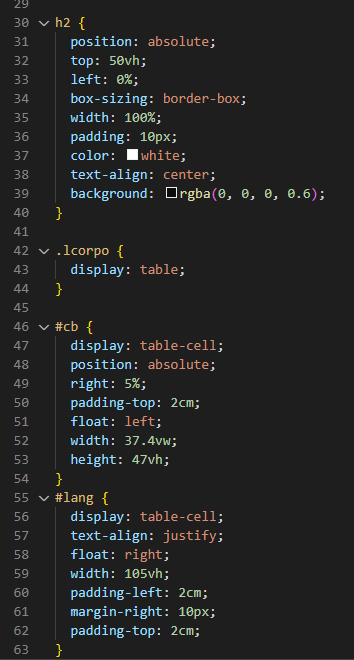 29
30 h2 {
31 position: absolute;
32 top: 50vh;
33 left: 0%;
34 box-sizing: border-box;
35 width: 100%;
36 padding: 10px;
37 color: white;
38 text-align: center;
39 background: rgba(0, 0, 0, 0.6);
40 }
41
42 .lcorpo {
43 display: table;
44 }
45
46 #cb {
47 display: table-cell;
48 position: absolute;
49 right: 5%;
50 padding-top: 2cm;
51 float: left;
52 width: 37.4vw;
53 height: 47vh;
54 }
55 #lang {
56 display: table-cell;
57 text-align: justify;
58 float: right;
59 width: 105vh;
60 padding-left: 2cm;
61 margin-right: 10px;
62 padding-top: 2cm;
63 }